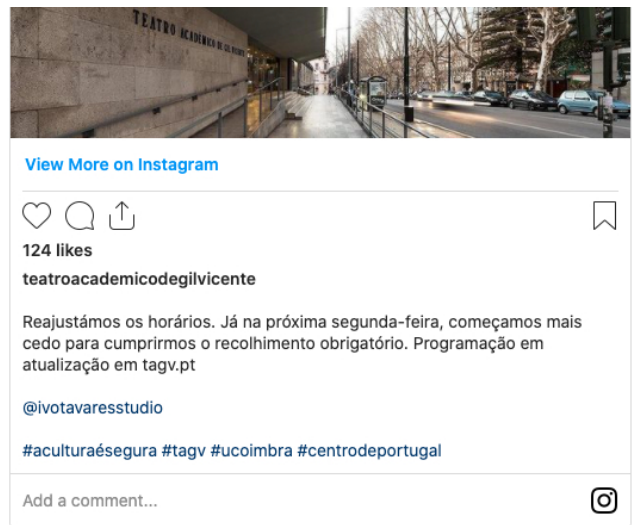 TEATRO ACADÉMICO DE GIL VICENTE
View More on Instagram
124 likes
teatroacademicodegilvicente
Reajustámos os horários. Já na próxima segunda-feira, começamos mais
cedo para cumprirmos o recolhimento obrigatório. Programação em
atualização em tagv.pt
@ivotavaresstudio
#aculturaésegura #tagv #ucoimbra #centrodeportugal
Add a comment...